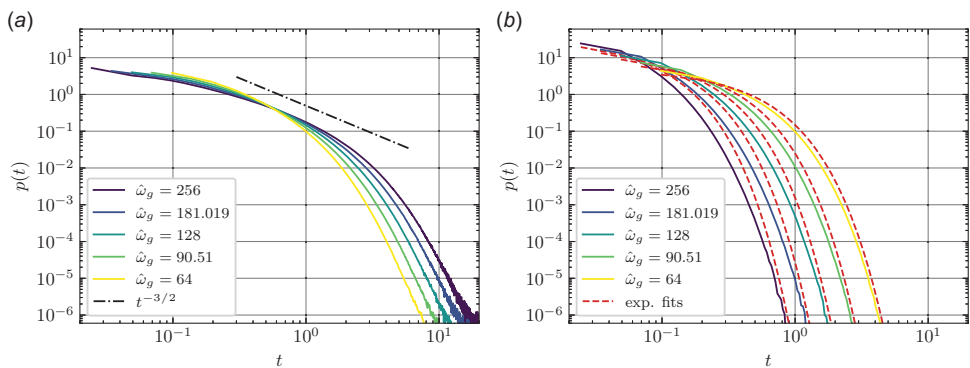 (a)
10^1
10^0
10^{-1}
10^{-2}
10^{-3}
10^{-4}
10^{-5}
10^{-6}
p(t)
ω̂_g = 256
ω̂_g = 181.019
ω̂_g = 128
ω̂_g = 90.51
ω̂_g = 64
t^{-3/2}
10^{-1}
10^0
10^1
t
(b)
10^1
10^0
10^{-1}
10^{-2}
10^{-3}
10^{-4}
10^{-5}
10^{-6}
p(t)
ω̂_g = 256
ω̂_g = 181.019
ω̂_g = 128
ω̂_g = 90.51
ω̂_g = 64
exp. fits
10^{-1}
10^0
10^1
t